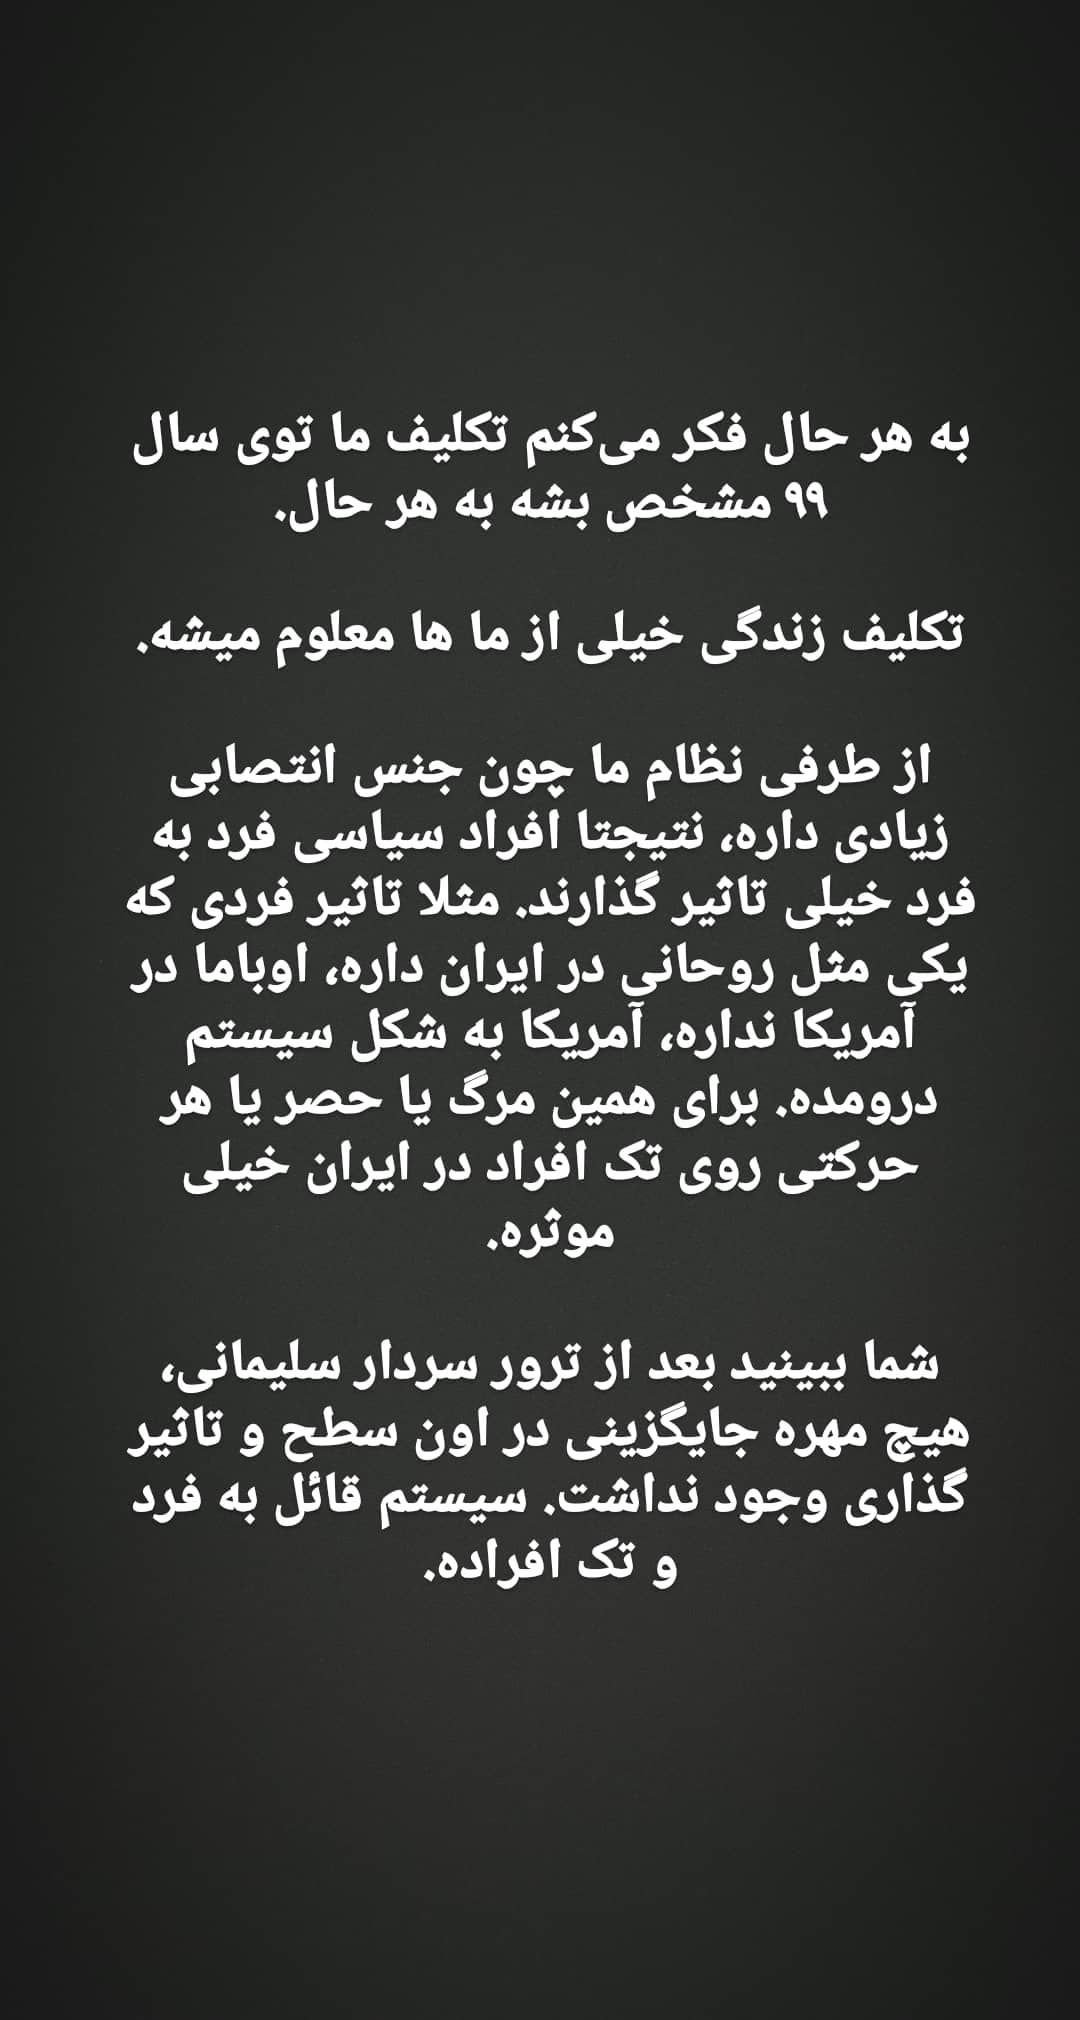 به هر حال فکر می‌کنم تکلیف ما توی سال
۹۹ مشخص بشه به هر حال.
تکلیف زندگی خیلی از ما ها معلوم میشه.
از طرفی نظام ما چون جنس انتصابی
زیادی داره، نتیجتا افراد سیاسی فرد به
فرد خیلی تاثیر گذارند. مثلا تاثیر فردی که
یکی مثل روحانی در ایران داره، اوباما در
آمریکا نداره، آمریکا به شکل سیستم
درومده. برای همین مرگ یا حصر یا هر
حرکتی روی تک افراد در ایران خیلی
موثره.
شما ببینید بعد از ترور سردار سلیمانی،
هیچ مهره جایگزینی در اون سطح و تاثیر
گذاری وجود نداشت. سیستم قائل به فرد
و تک افراده.